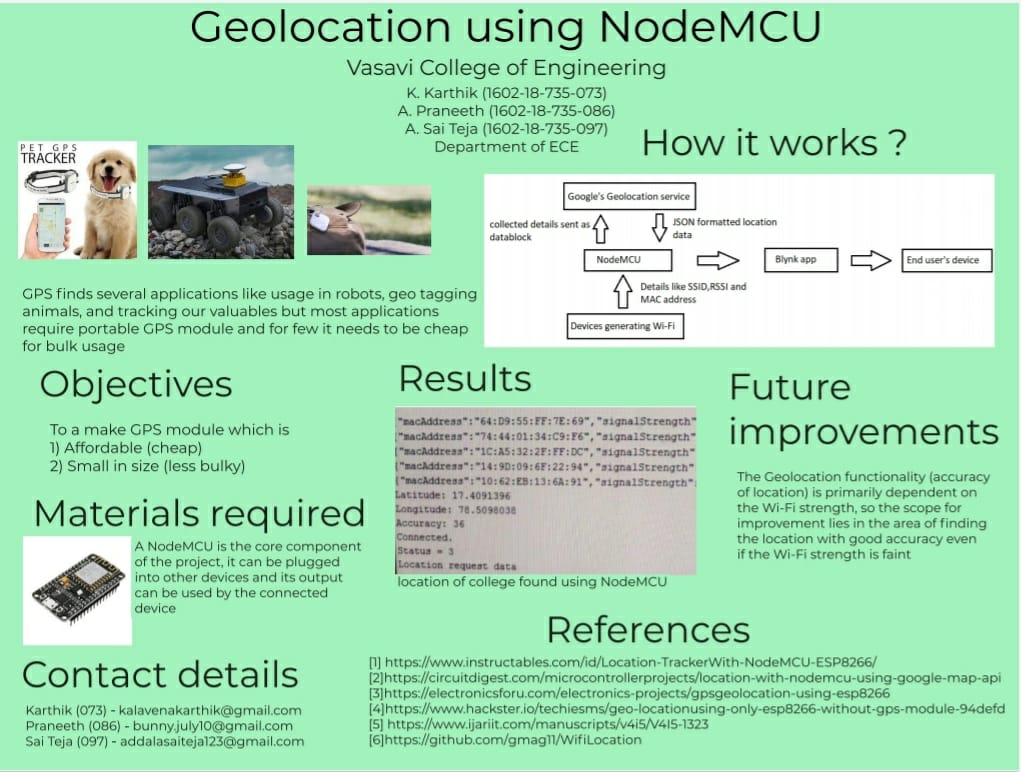 Geolocation using NodeMCU
Vasavi College of Engineering
K. Karthik (1602-18-735-073)
A. Praneeth (1602-18-735-086)
A. Sai Teja (1602-18-735-097)
Department of ECE
PET GPS
TRACKER
GPS finds several applications like usage in robots, geo tagging
animals, and tracking our valuables but most applications
require portable GPS module and for few it needs to be cheap
for bulk usage
How it works ?
Google's Geolocation service
collected details sent as
datablock
JSON formatted location
data
NodeMCU
Blynk app
End user's device
Details like SSID,RSSI and
MAC address
Devices generating Wi-Fi
Objectives
To a make GPS module which is
1) Affordable (cheap)
2) Small in size (less bulky)
Materials required
A NodeMCU is the core component
of the project, it can be plugged
into other devices and its output
can be used by the connected
device
Contact details
Karthik (073) - kalavenakarthik@gmail.com
Praneeth (086) - bunny.july10@gmail.com
Sai Teja (097) - addalasaiteja123@gmail.com
Results
"macAddress":"64:D9:55:FF:7E:69","signalStrength"
"macAddress":"74:44:01:34:C9:F6","signalStrength"
{"macAddress":"1C:A5:32:2F:FF:DC","signalStrength"
{"macAddress":"14:9D:09:6F:22:94","signalStrength"
{"macAddress":"10:62:EB:13:6A:91","signalStrength":
Latitude: 17.4091396
Longitude: 78.5098038
Accuracy: 36
Connected.
Status = 3
Location request data
location of college found using NodeMCU
Future
improvements
The Geolocation functionality (accuracy
of location) is primarily dependent on
the Wi-Fi strength, so the scope for
improvement lies in the area of finding
the location with good accuracy even
if the Wi-Fi strength is faint
References
[1] https://www.instructables.com/id/Location-TrackerWith-NodeMCU-ESP8266/
[2]https://circuitdigest.com/microcontrollerprojects/location-with-nodemcu-using-google-map-api
[3]https://electronicsforu.com/electronics-projects/gpsgeolocation-using-esp8266
[4]https://www.hackster.io/techiesms/geo-locationusing-only-esp8266-without-gps-module-94defd
[5] https://www.ijariit.com/manuscripts/v4i5/V4I5-1323
[6]https://github.com/gmag11/WifiLocation